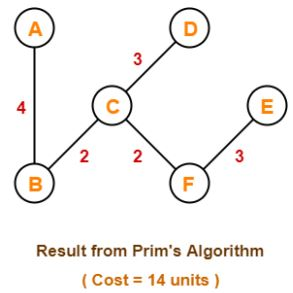 A D
3
C E
4
2 2 3
B F
Result from Prim's Algorithm
( Cost = 14 units )